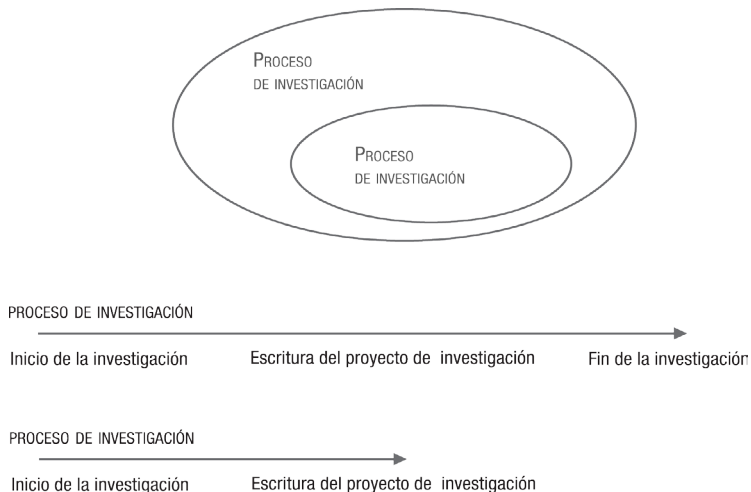 Proceso
de investigación
Proceso
de investigación
PROCESO DE INVESTIGACIÓN
Inicio de la investigación Escritura del proyecto de investigación Fin de la investigación
PROCESO DE INVESTIGACIÓN
Inicio de la investigación Escritura del proyecto de investigación